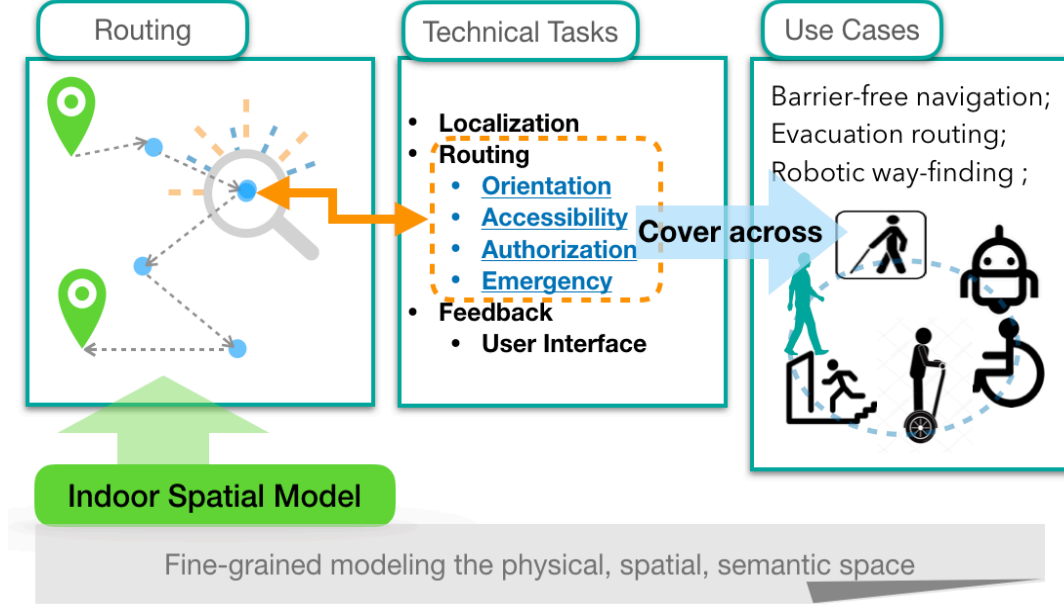 Routing
Technical Tasks
Use Cases
• Localization
• Routing
• Orientation
• Accessibility
• Authorization
• Emergency
• Feedback
• User Interface
Cover across
Barrier-free navigation;
Evacuation routing;
Robotic way-finding ;
Indoor Spatial Model
Fine-grained modeling the physical, spatial, semantic space